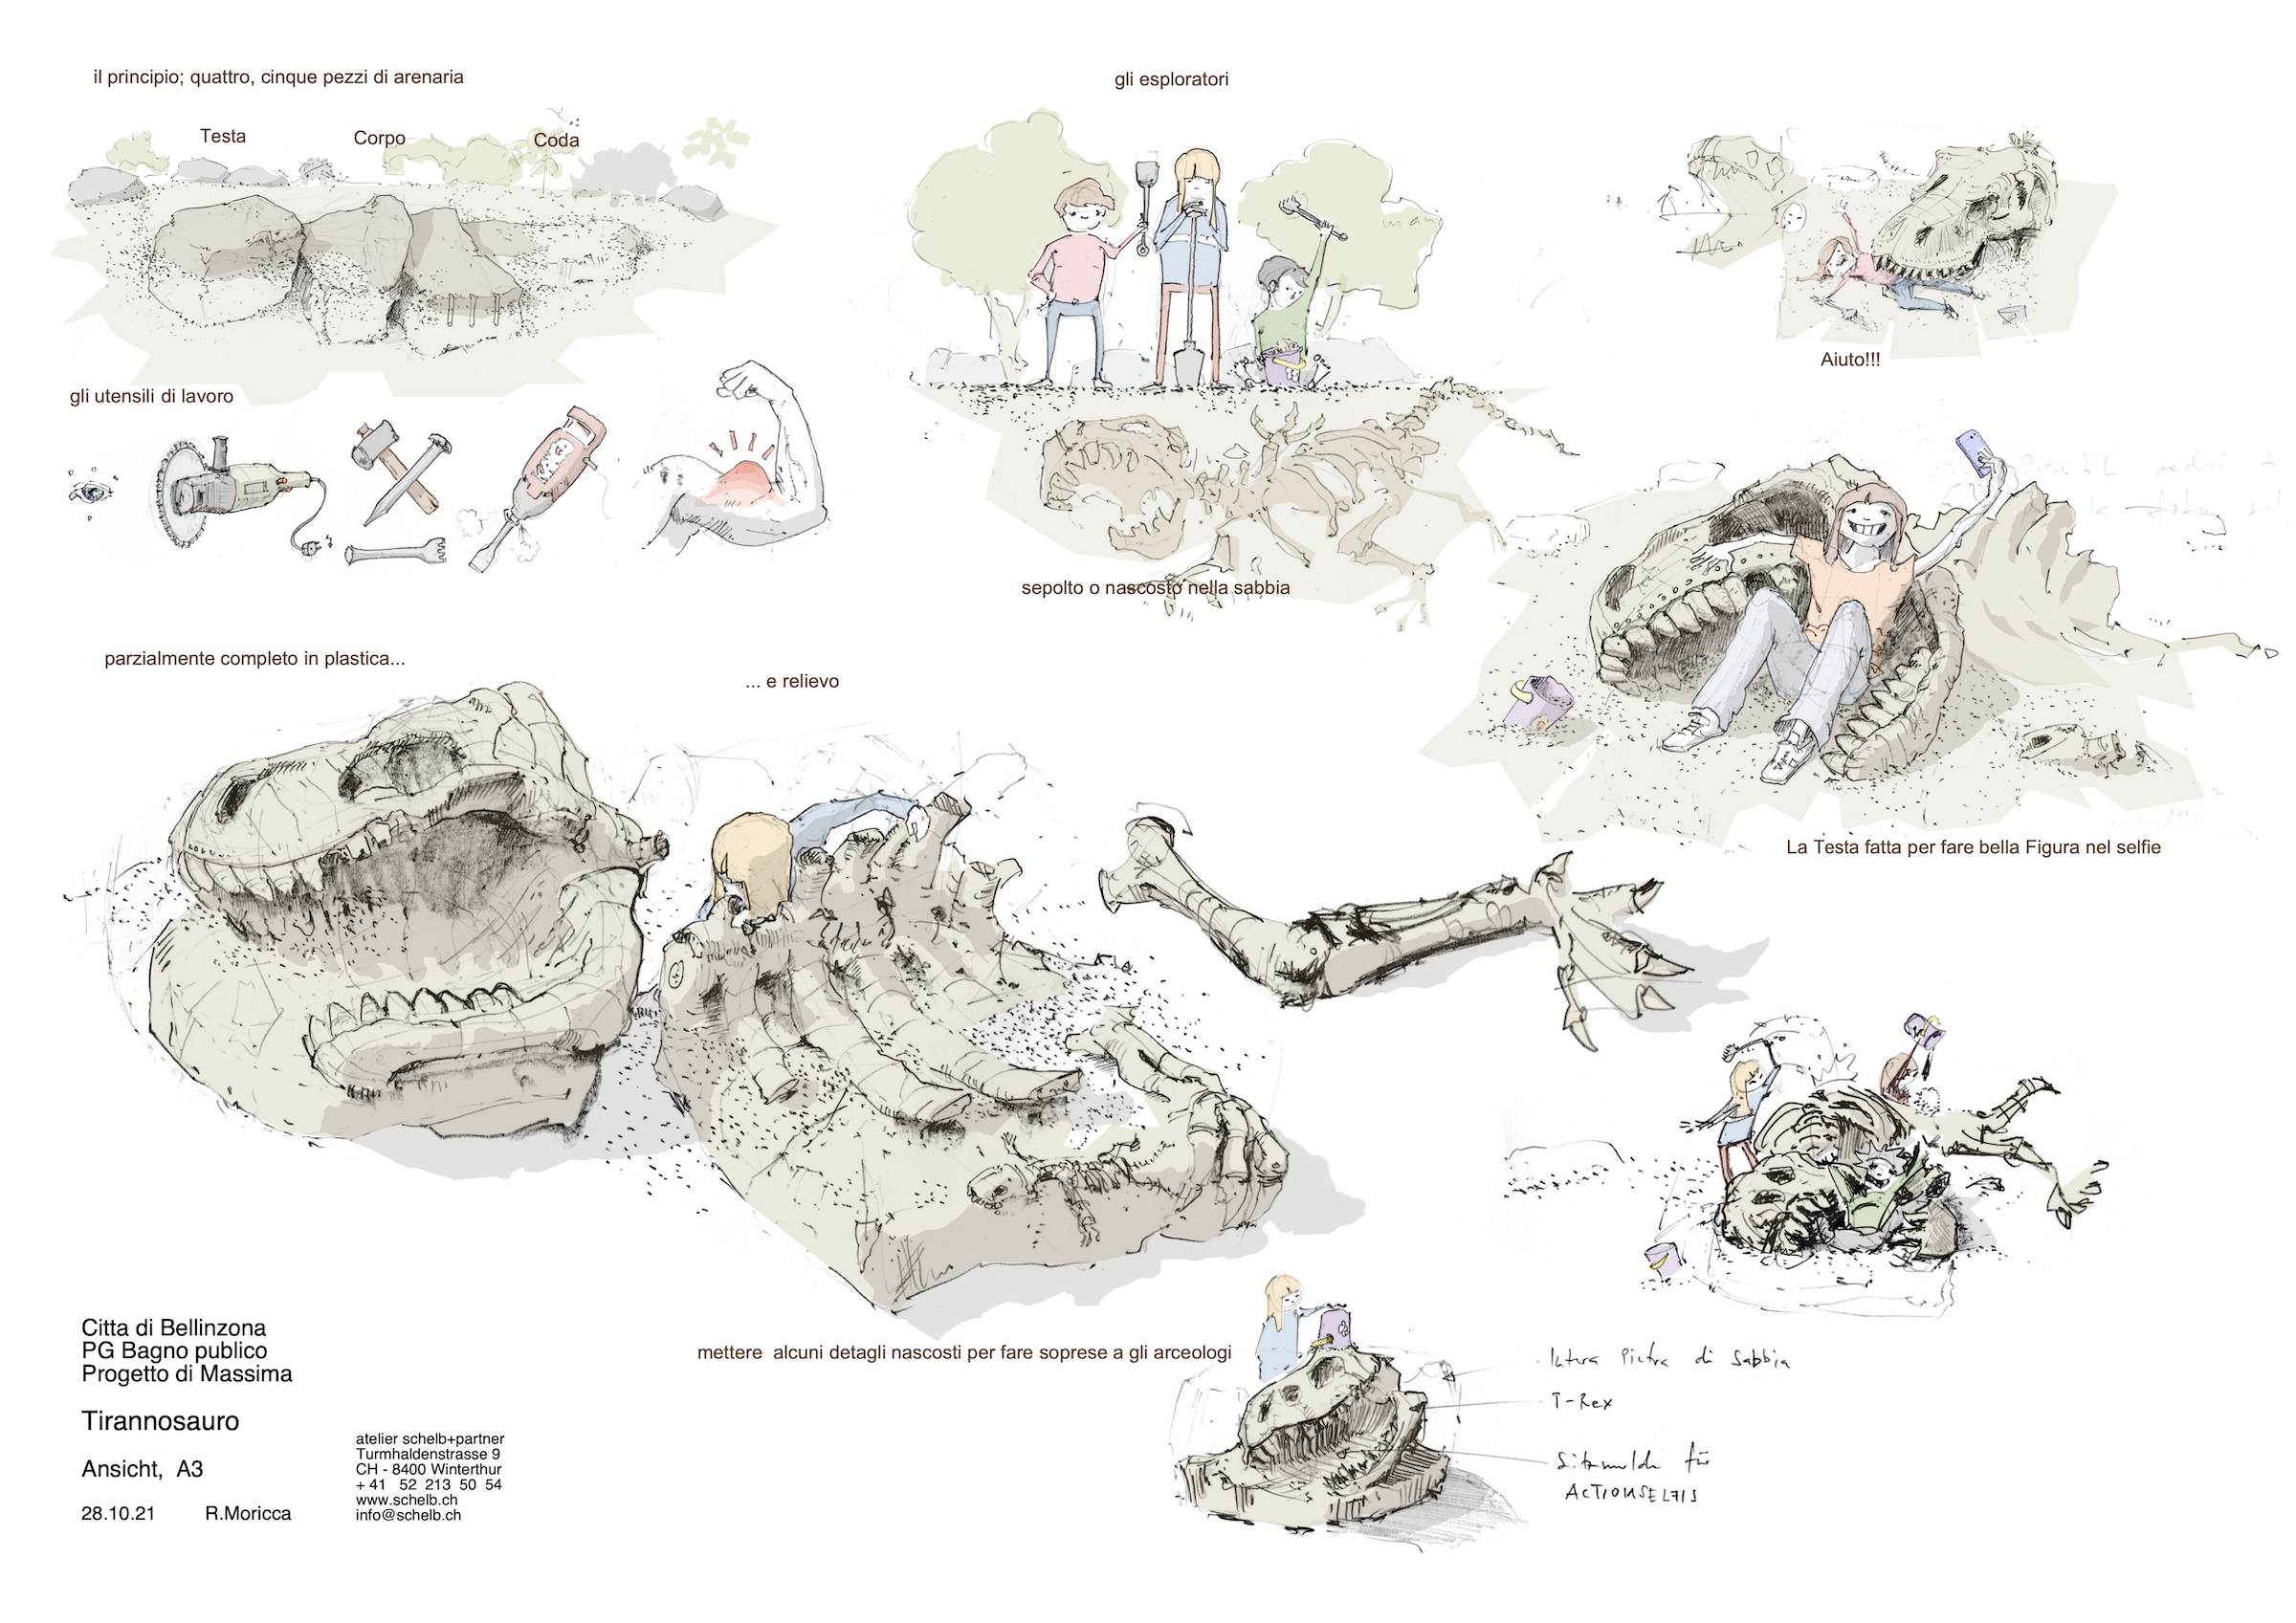 il principio; quattro, cinque pezzi di arenaria
Testa
Corpo
Coda
gli utensili di lavoro
gli esploratori
sepolto o nascosto nella sabbia
Aiuto!!!
La Testa fatta per fare bella Figura nel selfie
parzialmente completo in plastica...
... e relievo
mettere alcuni detagli nascosti per fare soprese a gli arceologi
Pietra di Sabbia
T-Rex
Sitzmulde für
ACTIONSELFIS
Citta di Bellinzona
PG Bagno publico
Progetto di Massima
Tirannosauro
Ansicht, A3
28.10.21 R.Moricca
atelier schelb+partner
Turmhaldenstrasse 9
CH - 8400 Winterthur
+ 41 52 213 50 54
www.schelb.ch
info@schelb.ch